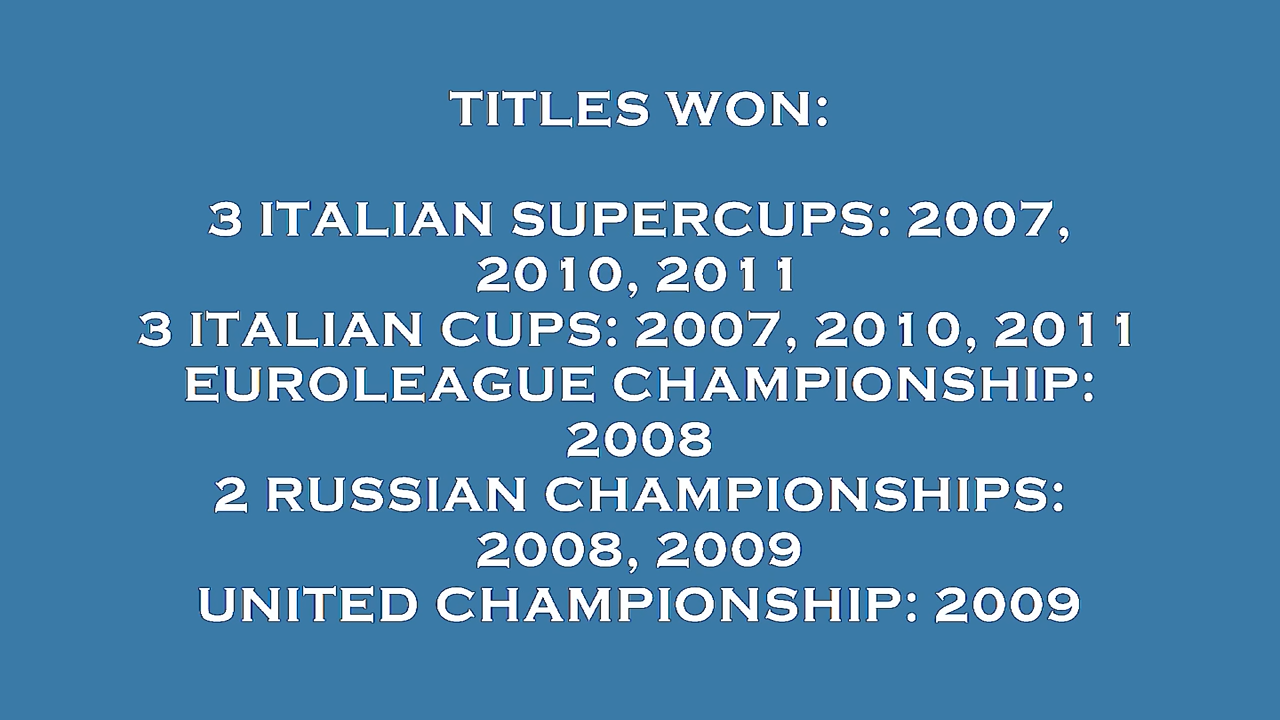 TITLES WON:
3 ITALIAN SUPERCUPS: 2007,
2010, 2011
3 ITALIAN CUPS: 2007, 2010, 2011
EUROLEAGUE CHAMPIONSHIP:
2008
2 RUSSIAN CHAMPIONSHIPS:
2008, 2009
UNITED CHAMPIONSHIP: 2009